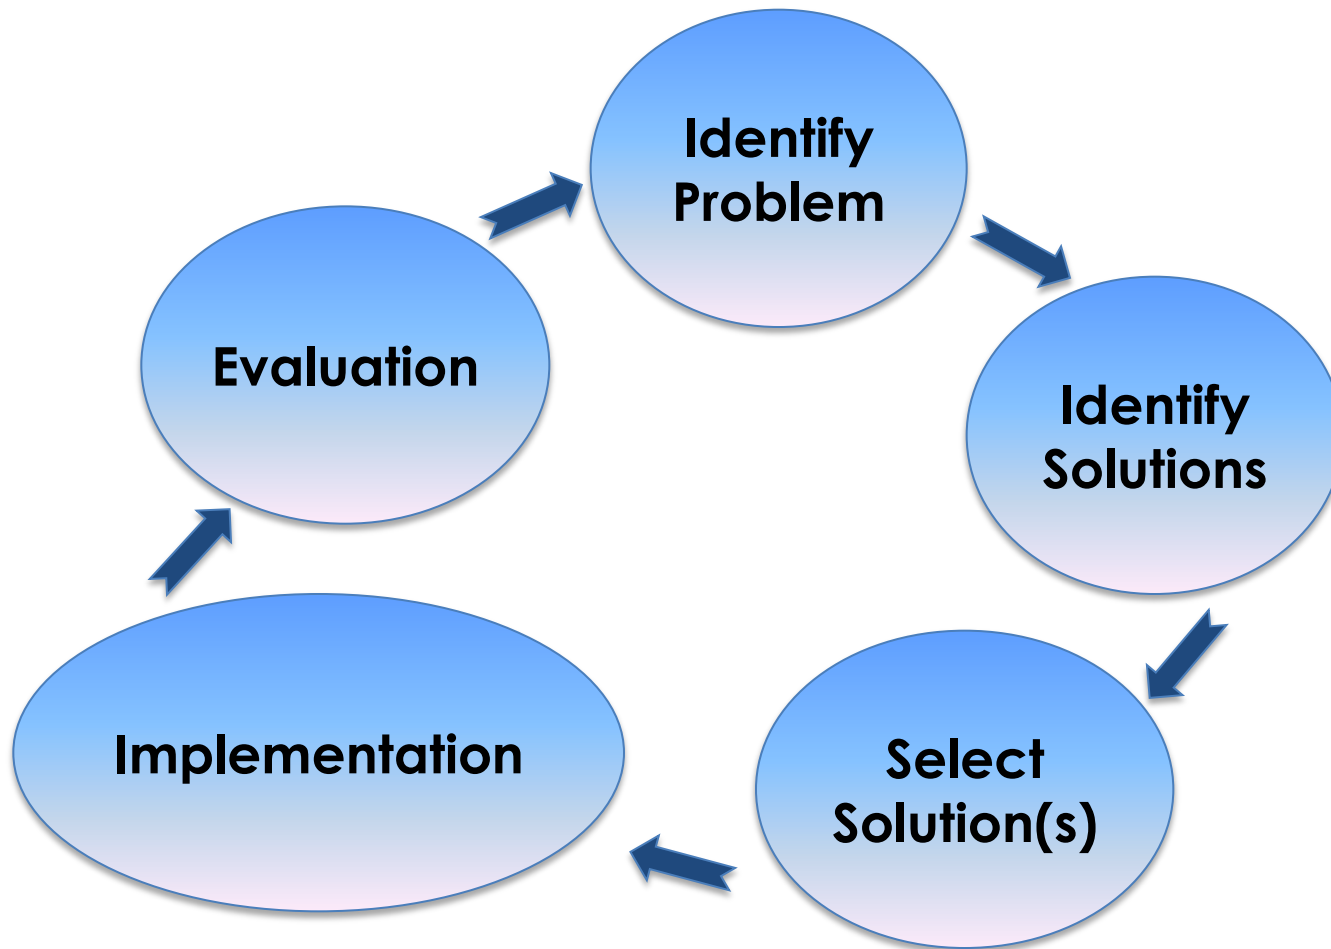 Identify
Problem
Identify
Solutions
Select
Solution(s)
Implementation
Evaluation